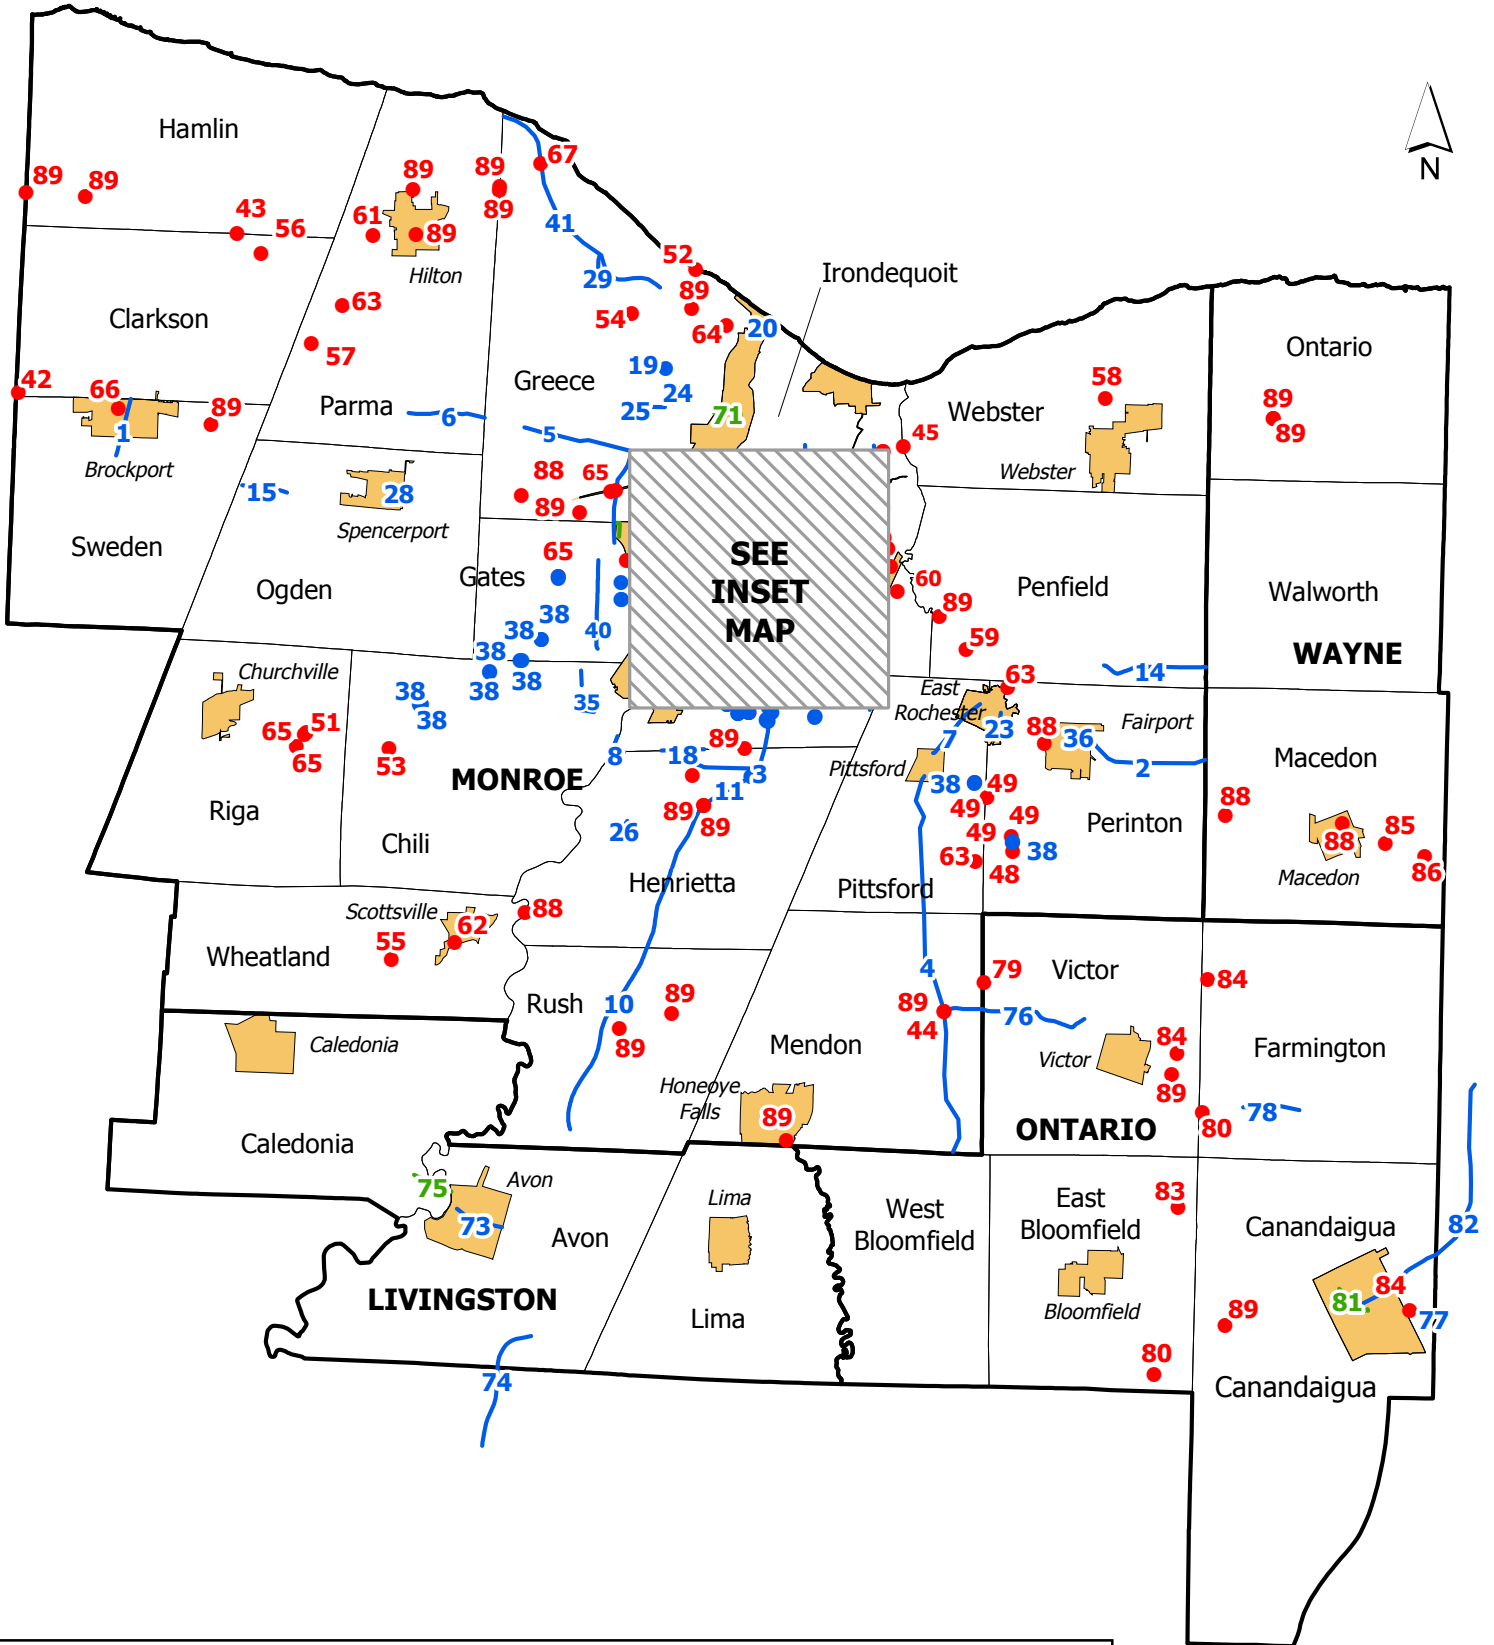 Hamlin
89
89
89
89
89
67
43
56
61
89
41
Hilton
52
Irondequoit
29
89
63
54
64
20
Clarkson
57
Ontario
19
42
66
89
Greece
24
58
Parma
6
25
71
Webster
89
89
1
5
45
Brockport
Webster
15
28
88
65
89
Spencerport
Sweden
SEE
INSET
MAP
65
Gates
60
Penfield
Ogden
89
Walworth
38
38
40
59
38
WAYNE
Churchville
14
63
38
38
38
35
East
Rochester
38
Fairport
65
51
23
88
36
7
65
53
8
18
89
Macedon
MONROE
3
Pittsford
2
11
38
49
Riga
89
89
49
49
88
26
49
38
Perinton
85
88
Chili
63
48
86
Henrietta
Pittsford
Macedon
Scottsville
88
62
55
Wheatland
4
79
Victor
84
Rush
10
89
89
44
76
89
Mendon
84
Caledonia
Victor
Farmington
Honeoye
Falls
89
89
78
80
ONTARIO
Caledonia
75
Avon
Lima
83
East
Bloomfield
West
Bloomfield
Canandaigua
82
73
Avon
LIVINGSTON
Lima
Bloomfield
89
81
84
77
80
74
Canandaigua
N